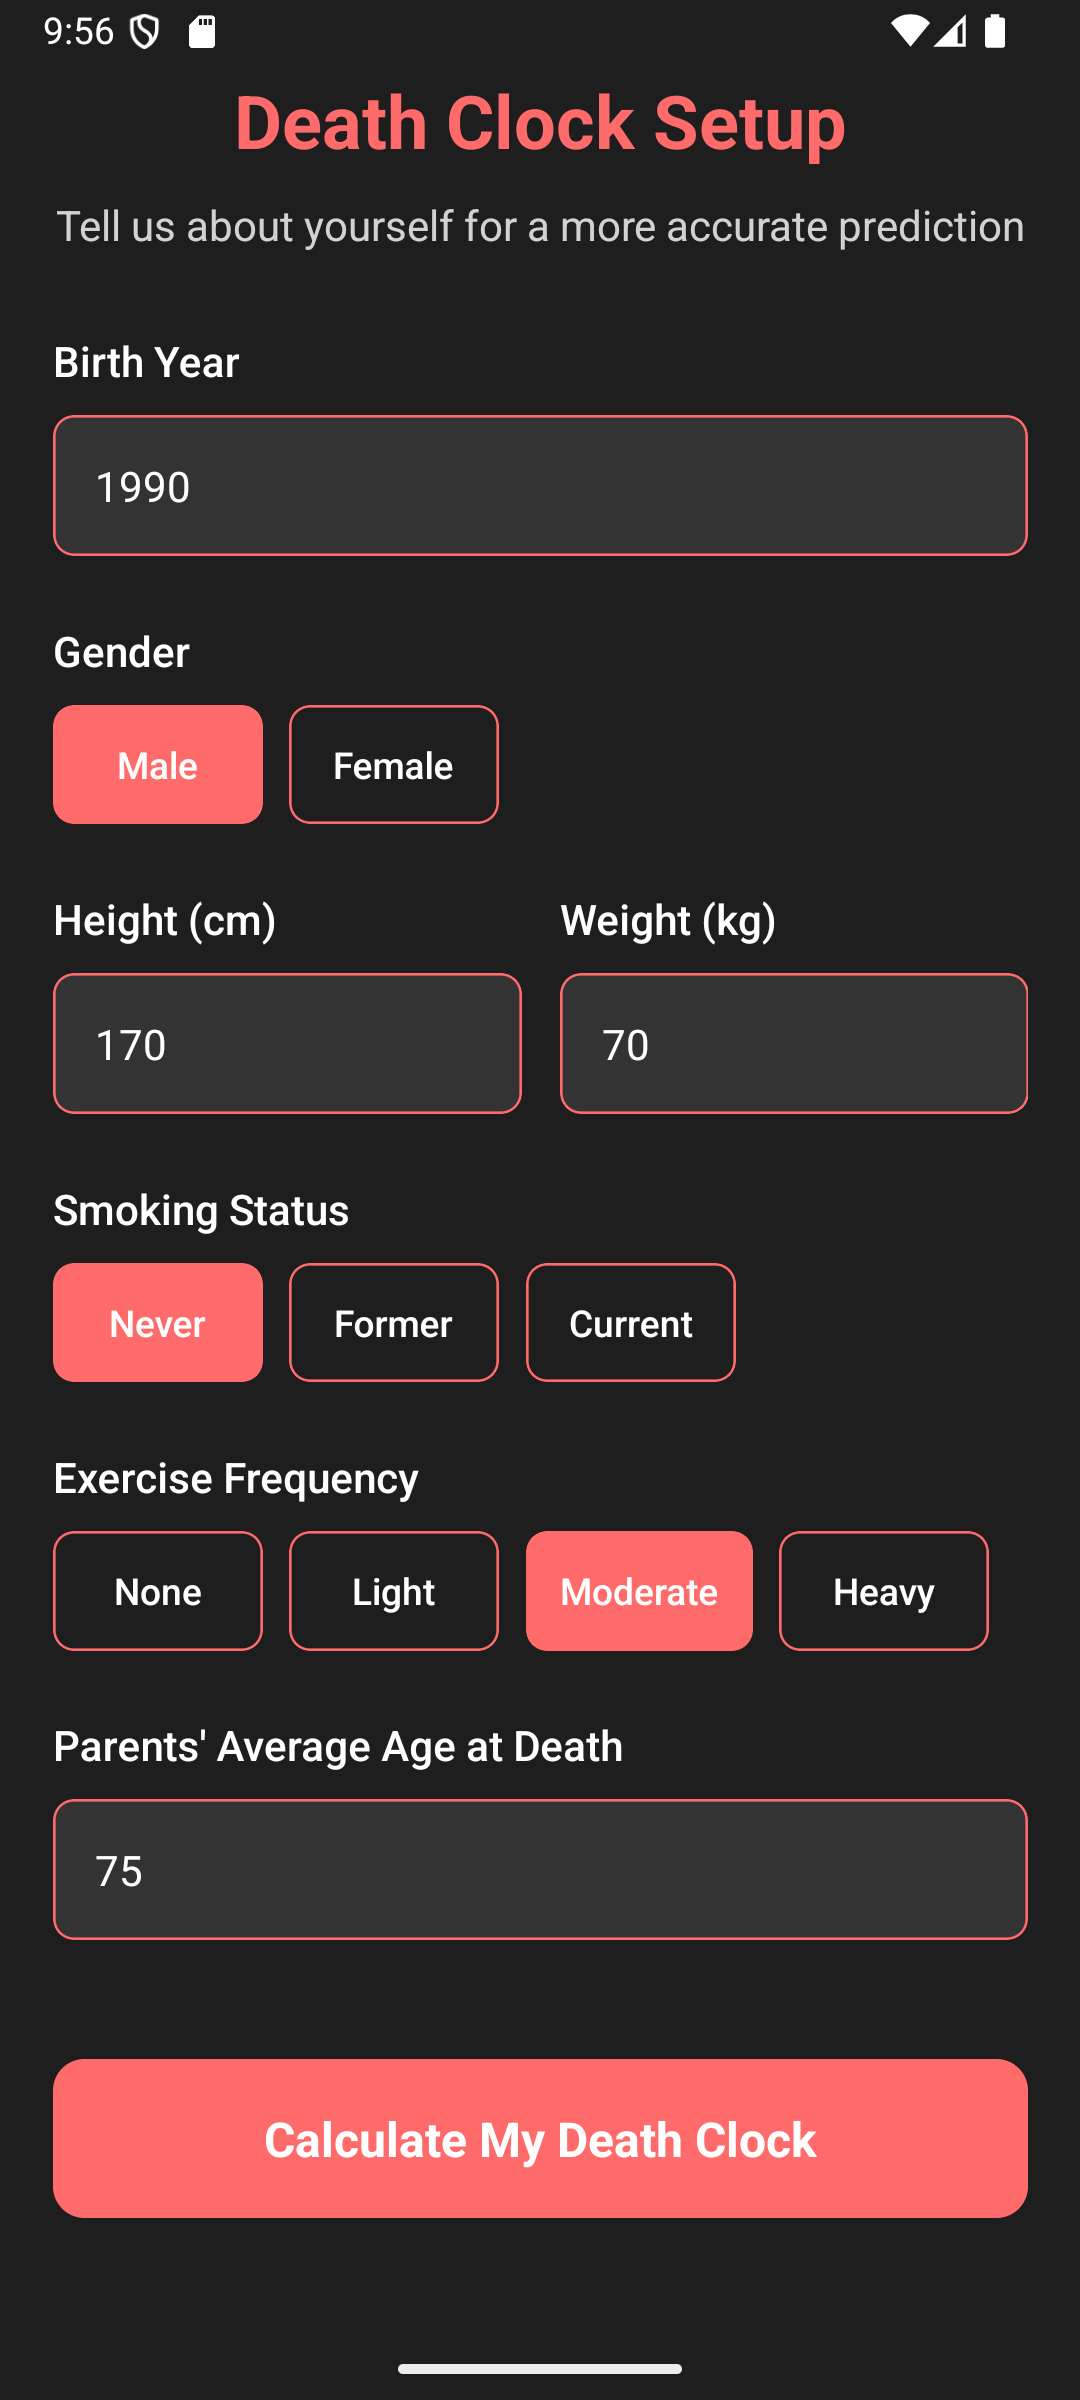 9:56
Death Clock Setup
Tell us about yourself for a more accurate prediction
Birth Year
1990
Gender
Male Female
Height (cm) Weight (kg)
170 70
Smoking Status
Never Former Current
Exercise Frequency
None Light Moderate Heavy
Parents' Average Age at Death
75
Calculate My Death Clock